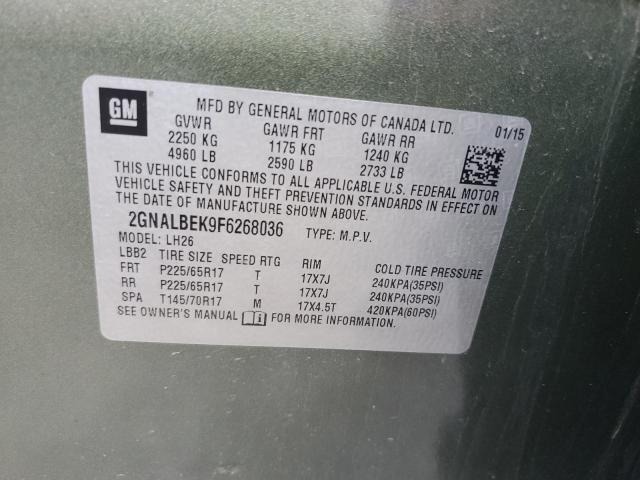 GM
MFD BY GENERAL MOTORS OF CANADA LTD. 01/15
GVWR GAWR FRT GAWR RR
2250 KG 1175 KG 1240 KG
4960 LB 2590 LB 2733 LB
THIS VEHICLE CONFORMS TO ALL APPLICABLE U.S. FEDERAL MOTOR
VEHICLE SAFETY AND THEFT PREVENTION STANDARDS IN EFFECT ON
THE DATE OF MANUFACTURE SHOWN ABOVE.
2GNALBEK9F6268036 TYPE: M.P.V.
MODEL: LH26
LBB2 TIRE SIZE SPEED RTG RIM COLD TIRE PRESSURE
FRT P225/65R17 T 17X7J 240KPA(35PSI)
RR P225/65R17 T 17X7J 240KPA(35PSI)
SPA T145/70R17 M 17X4.5T 420KPA(60PSI)
SEE OWNER'S MANUAL FOR MORE INFORMATION.